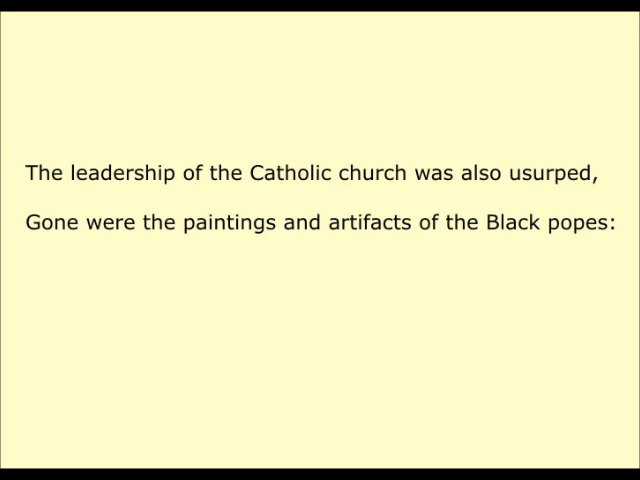 The leadership of the Catholic church was also usurped,
Gone were the paintings and artifacts of the Black popes: